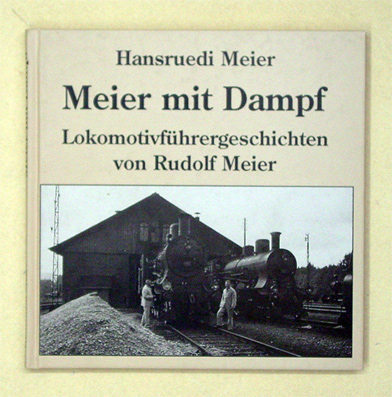 Hansruedi Meier
Meier mit Dampf
Lokomotivführergeschichten
von Rudolf Meier